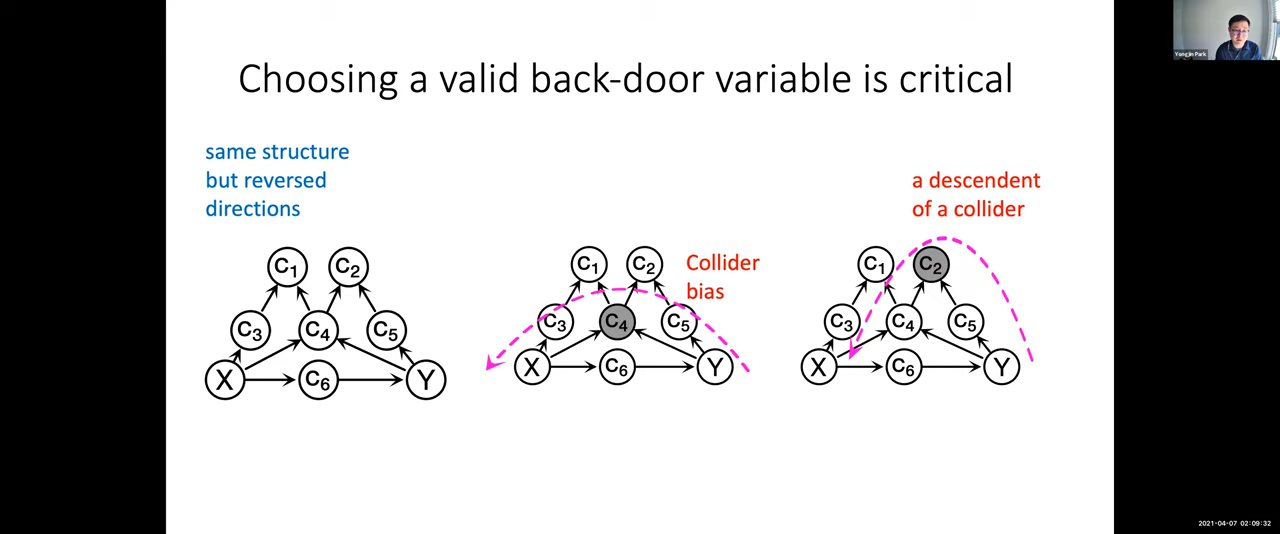 Yongjin Park
Choosing a valid back-door variable is critical
same structure
but reversed
directions
C1 C2
C3 C4 C5
X C6 Y
Collider
bias
C1 C2
C3 C4 C5
X C6 Y
a descendent
of a collider
C1 C2
C3 C4 C5
X C6 Y
2021-04-07 02:09:32